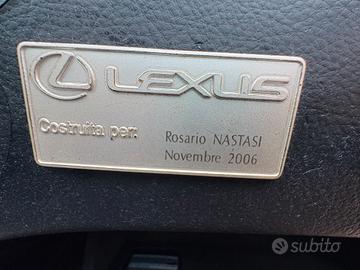 LEXUS
Costruita per:
Rosario NASTASI
Novembre 2006
subito